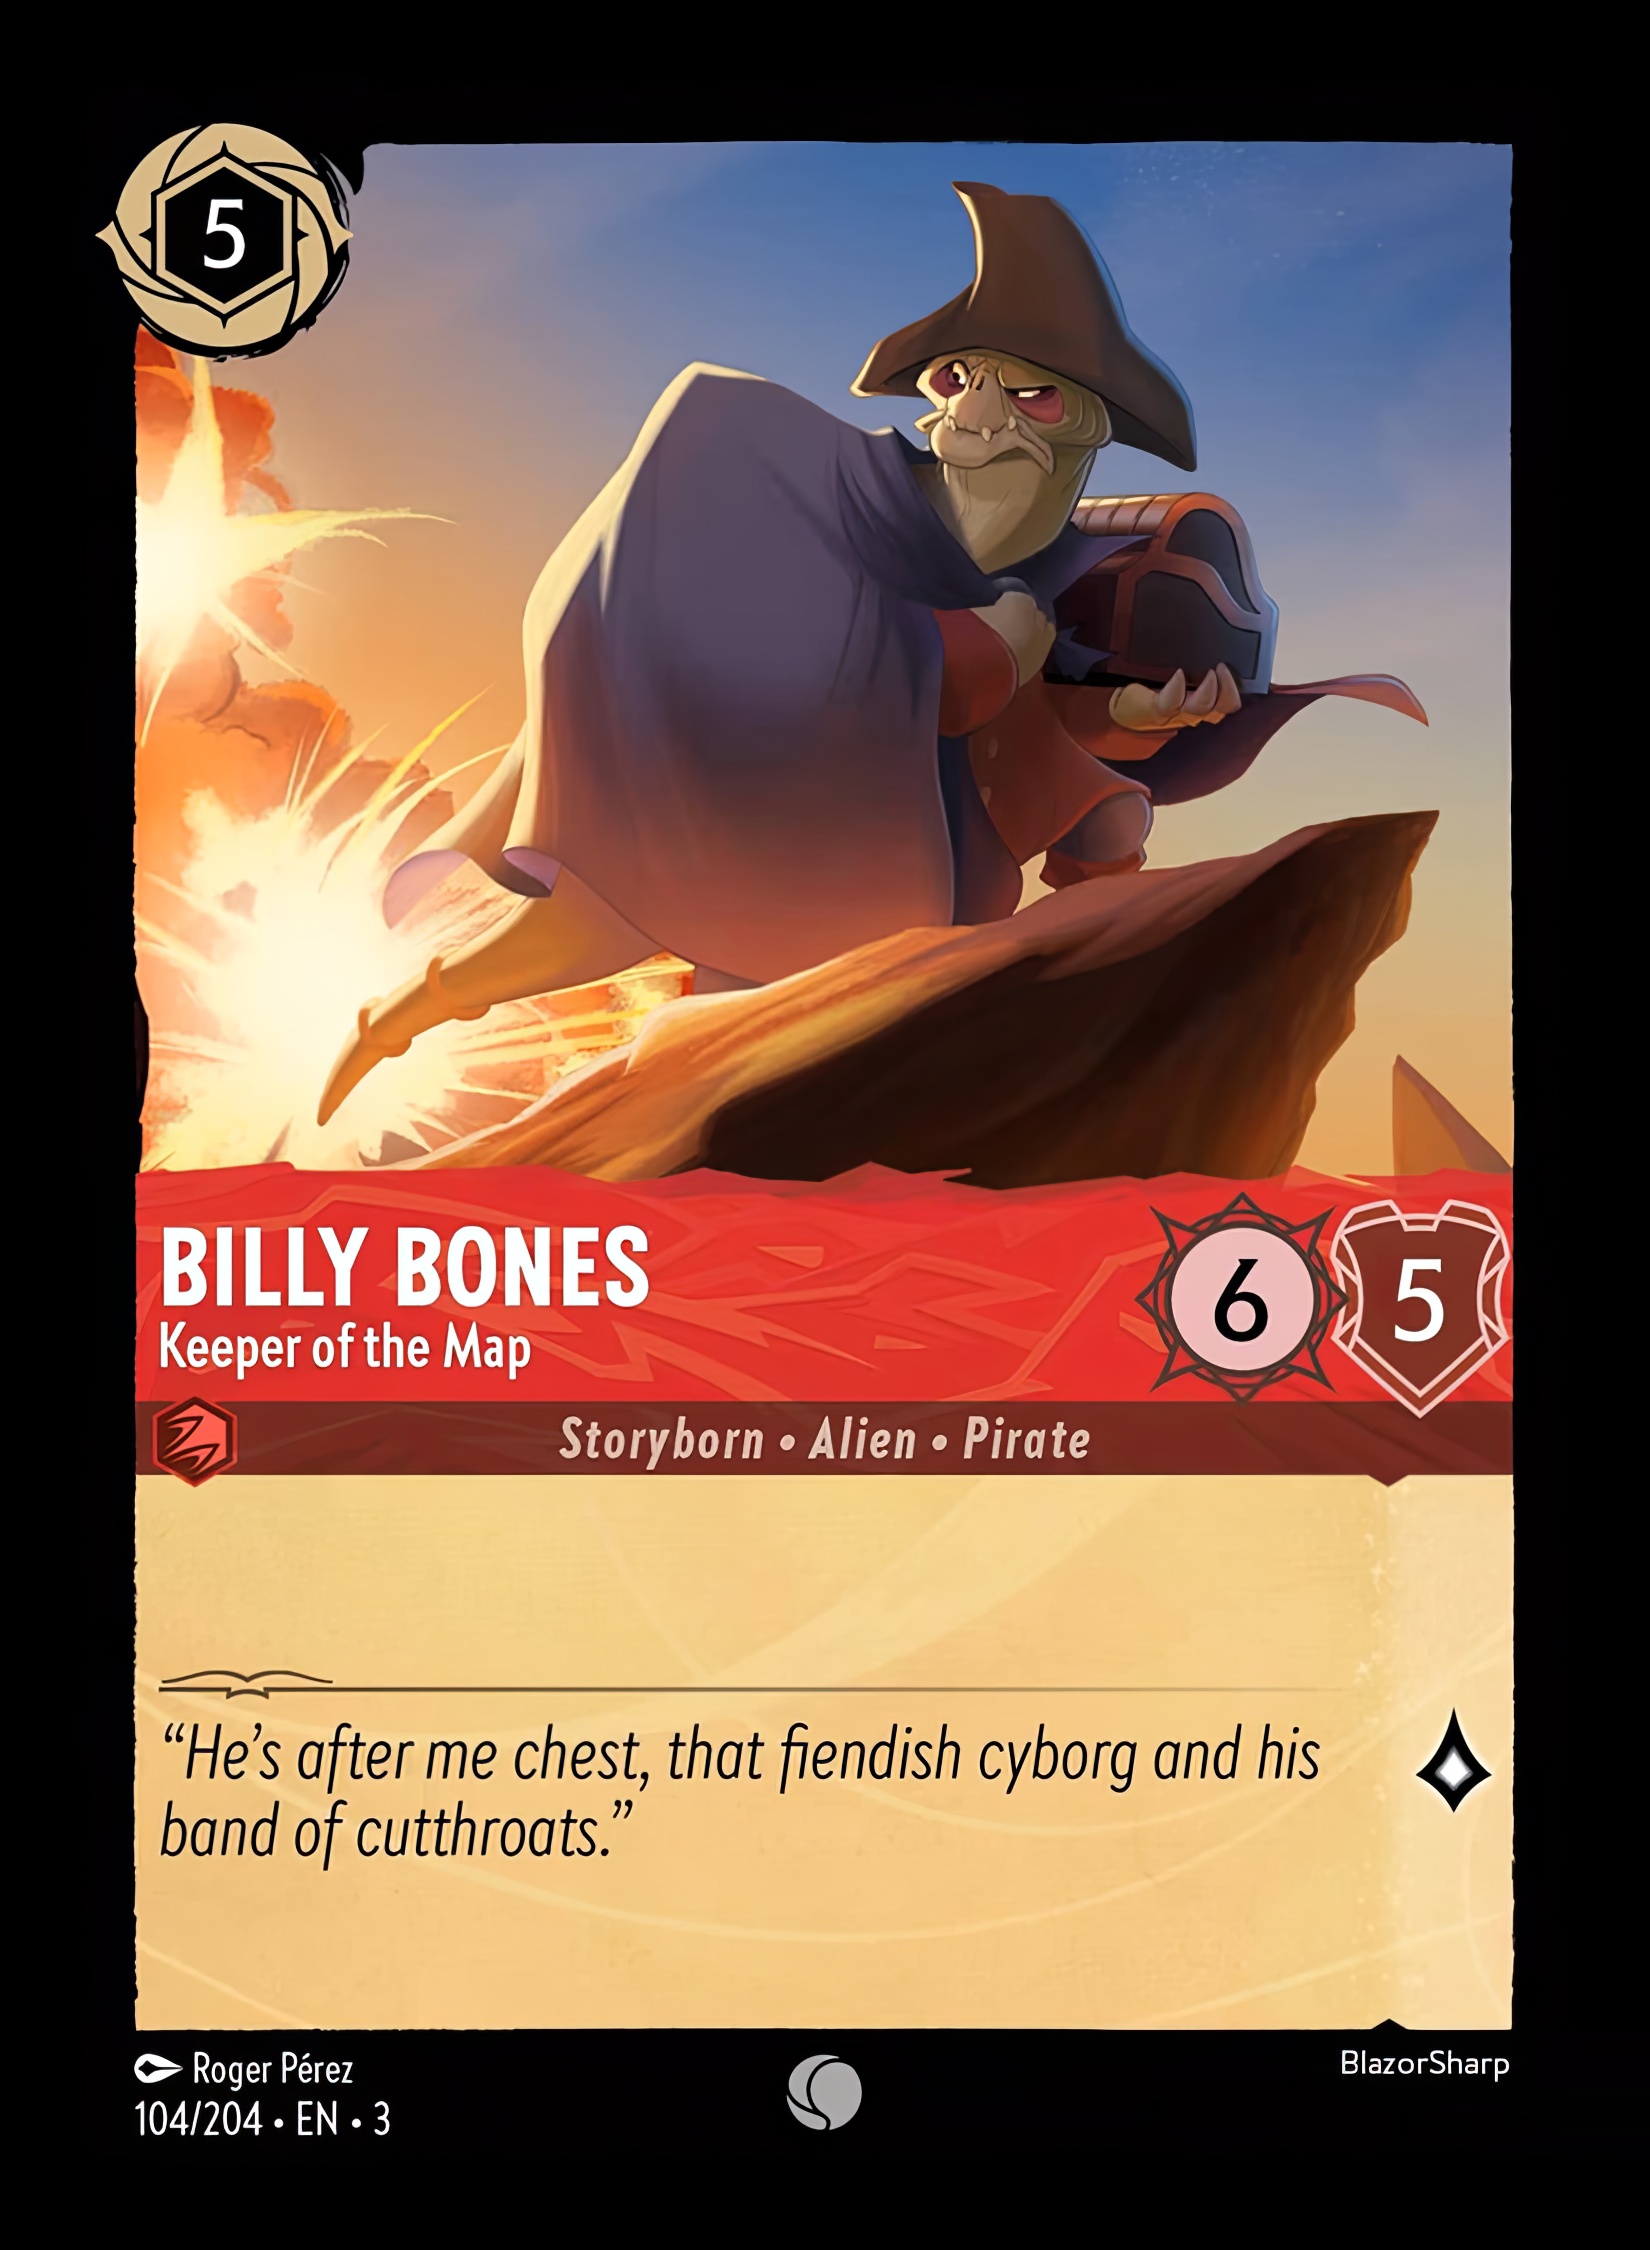 5
BILLY BONES
Keeper of the Map
6
5
Storyborn • Alien • Pirate
“He’s after me chest, that fiendish cyborg and his
band of cutthroats.”
Roger Pérez
BlazorSharp
104/204 • EN • 3